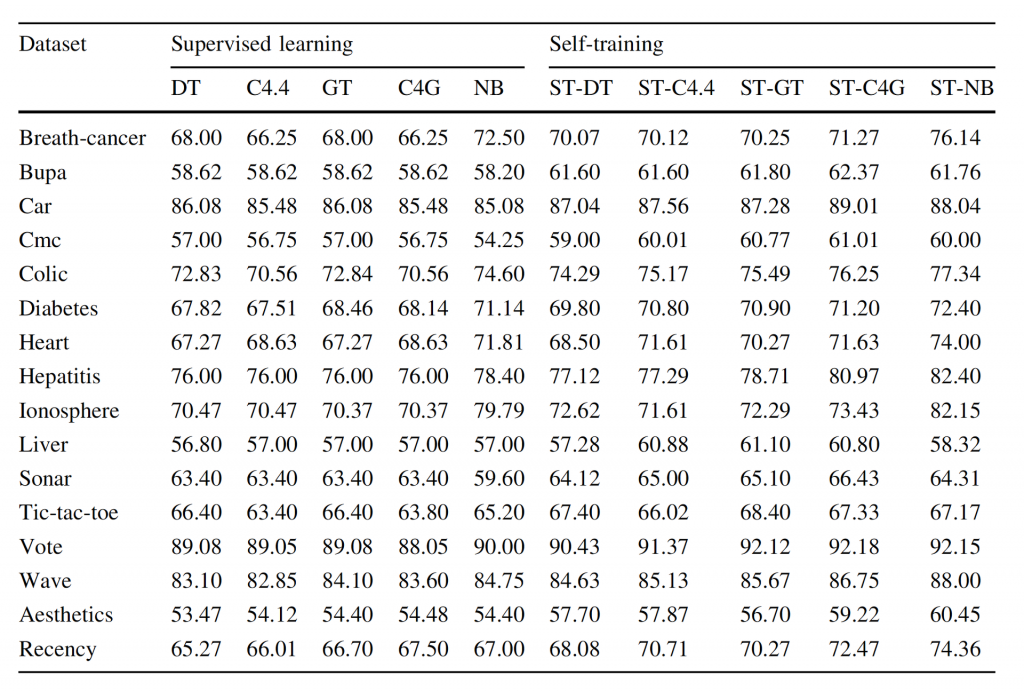 Dataset Supervised learning Self-training
DT C4.4 GT C4G NB ST-DT ST-C4.4 ST-GT ST-C4G ST-NB
Breath-cancer 68.00 66.25 68.00 66.25 72.50 70.07 70.12 70.25 71.27 76.14
Bupa 58.62 58.62 58.62 58.62 58.20 61.60 61.60 61.80 62.37 61.76
Car 86.08 85.48 86.08 85.48 85.08 87.04 87.56 87.28 89.01 88.04
Cmc 57.00 56.75 57.00 56.75 54.25 59.00 60.01 60.77 61.01 60.00
Colic 72.83 70.56 72.84 70.56 74.60 74.29 75.17 75.49 76.25 77.34
Diabetes 67.82 67.51 68.46 68.14 71.14 69.80 70.80 70.90 71.20 72.40
Heart 67.27 68.63 67.27 68.63 71.81 68.50 71.61 70.27 71.63 74.00
Hepatitis 76.00 76.00 76.00 76.00 78.40 77.12 77.29 78.71 80.97 82.40
Ionosphere 70.47 70.47 70.37 70.37 79.79 72.62 71.61 72.29 73.43 82.15
Liver 56.80 57.00 57.00 57.00 57.00 57.28 60.88 61.10 60.80 58.32
Sonar 63.40 63.40 63.40 63.40 59.60 64.12 65.00 65.10 66.43 64.31
Tic-tac-toe 66.40 63.40 66.40 63.80 65.20 67.40 66.02 68.40 67.33 67.17
Vote 89.08 89.05 89.08 88.05 90.00 90.43 91.37 92.12 92.18 92.15
Wave 83.10 82.85 84.10 83.60 84.75 84.63 85.13 85.67 86.75 88.00
Aesthetics 53.47 54.12 54.40 54.48 54.40 57.70 57.87 56.70 59.22 60.45
Recency 65.27 66.01 66.70 67.50 67.00 68.08 70.71 70.27 72.47 74.36